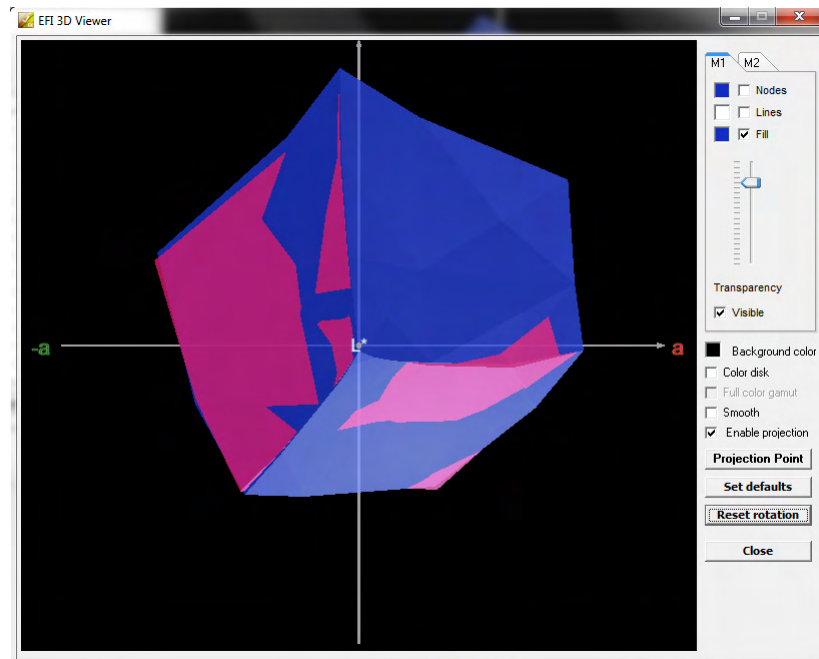 EFI 3D Viewer
M1
M2
Nodes
Lines
Fill
Transparency
Visible
Background color
Color disk
Full color gamut
Smooth
Enable projection
Projection Point
Set defaults
Reset rotation
Close
-a
L*
a